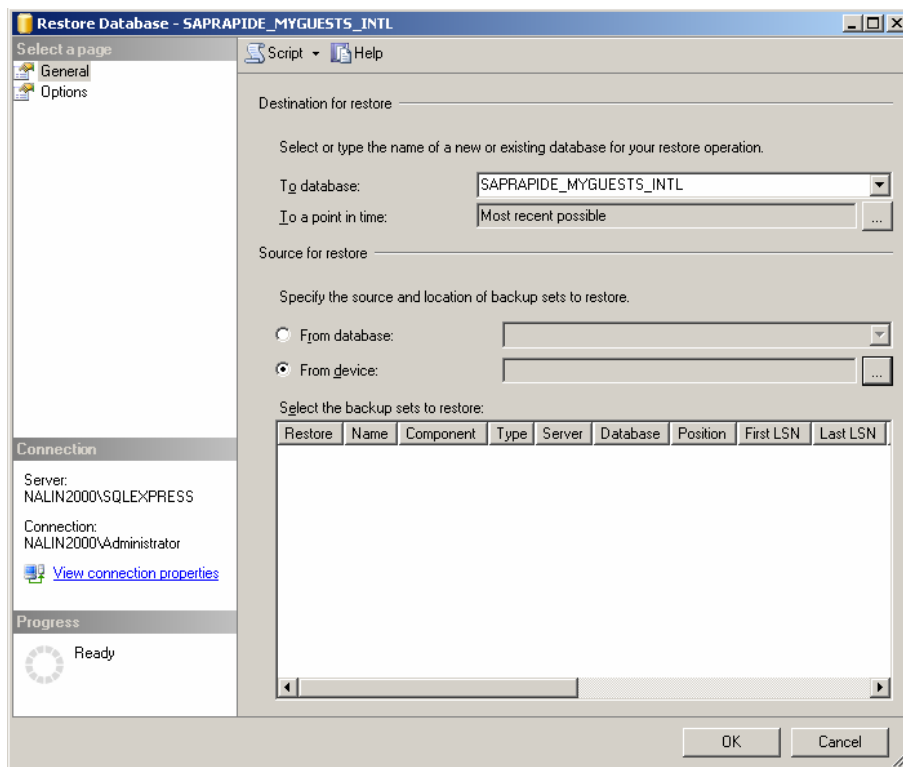 Restore Database - SAPRAPIDE_MYGUESTS_INTL
Select a page
General
Options
Script
Help
Destination for restore
Select or type the name of a new or existing database for your restore operation.
To database:
SAPRAPIDE_MYGUESTS_INTL
To a point in time:
Most recent possible
...
Source for restore
Specify the source and location of backup sets to restore.
From database:
From device:
...
Select the backup sets to restore:
Restore Name Component Type Server Database Position First LSN Last LSN
Connection
Server:
NALIN2000\SQLEXPRESS
Connection:
NALIN2000\Administrator
View connection properties
Progress
Ready
OK
Cancel